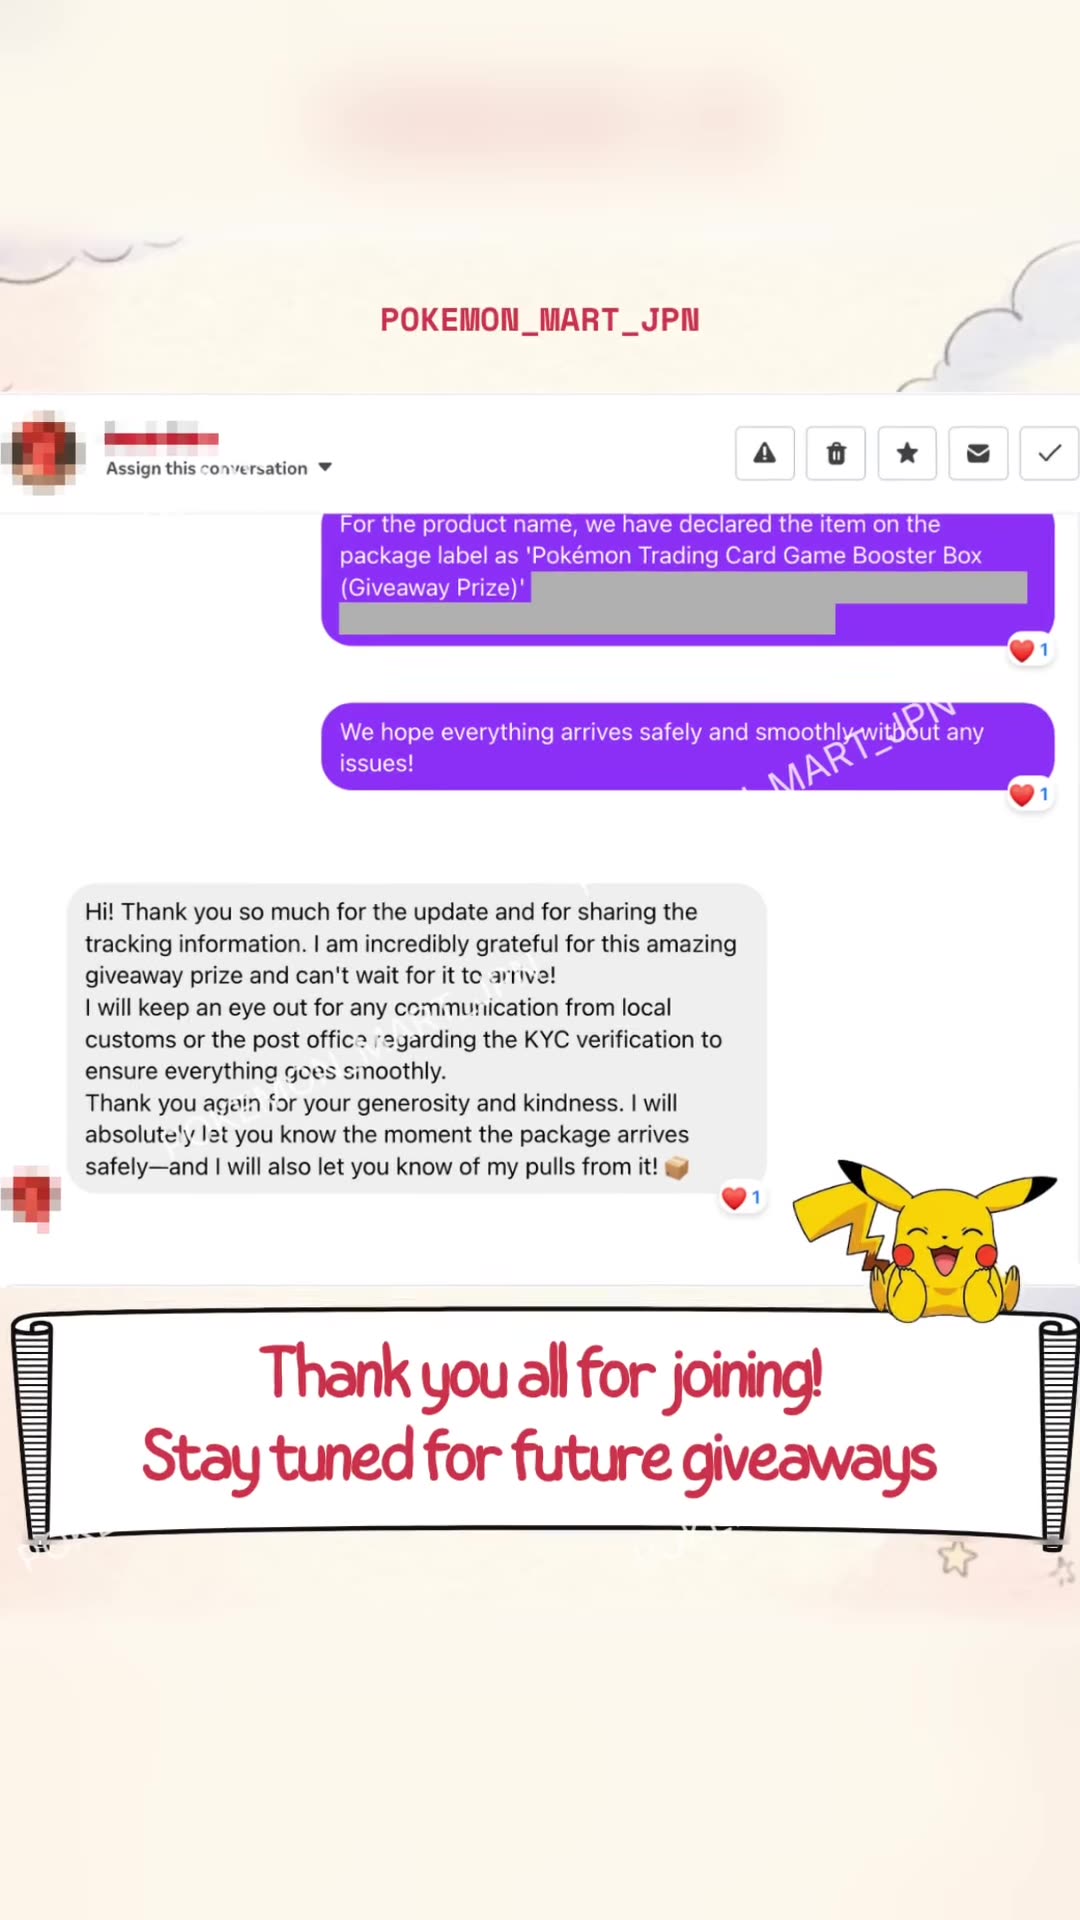 POKEMON_MART_JPN
Assign this conversation
For the product name, we have declared the item on the
package label as 'Pokémon Trading Card Game Booster Box
(Giveaway Prize)'
1
We hope everything arrives safely and smoothly without any
issues!
MART_JPN
1
Hi! Thank you so much for the update and for sharing the
tracking information. I am incredibly grateful for this amazing
giveaway prize and can't wait for it to arrive!
I will keep an eye out for any communication from local
customs or the post office regarding the KYC verification to
ensure everything goes smoothly.
Thank you again for your generosity and kindness. I will
absolutely let you know the moment the package arrives
safely—and I will also let you know of my pulls from it! 📦
POKEMON_MART_JPN
1
Thank you all for joining!
Stay tuned for future giveaways